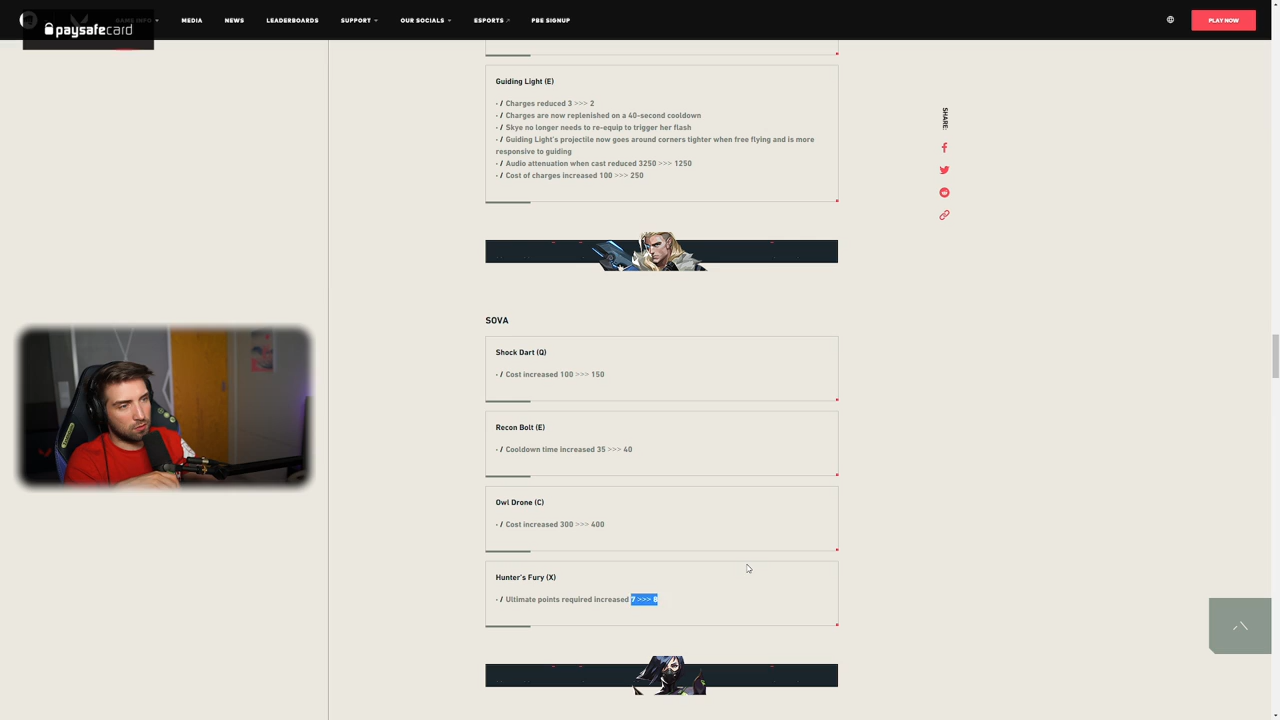 GAME INFO
MEDIA
NEWS
LEADERBOARDS
SUPPORT
OUR SOCIALS
ESPORTS
PBE SIGNUP
PLAY NOW
paysafecard
Guiding Light (E)
· / Charges reduced 3 >>> 2
· / Charges are now replenished on a 40-second cooldown
· / Skye no longer needs to re-equip to trigger her flash
· / Guiding Light's projectile now goes around corners tighter when free flying and is more
responsive to guiding
· / Audio attenuation when cast reduced 3250 >>> 1250
· / Cost of charges increased 100 >>> 250
SHARE:
SOVA
Shock Dart (Q)
· / Cost increased 100 >>> 150
Recon Bolt (E)
· / Cooldown time increased 35 >>> 40
Owl Drone (C)
· / Cost increased 300 >>> 400
Hunter's Fury (X)
· / Ultimate points required increased 7 >>> 8